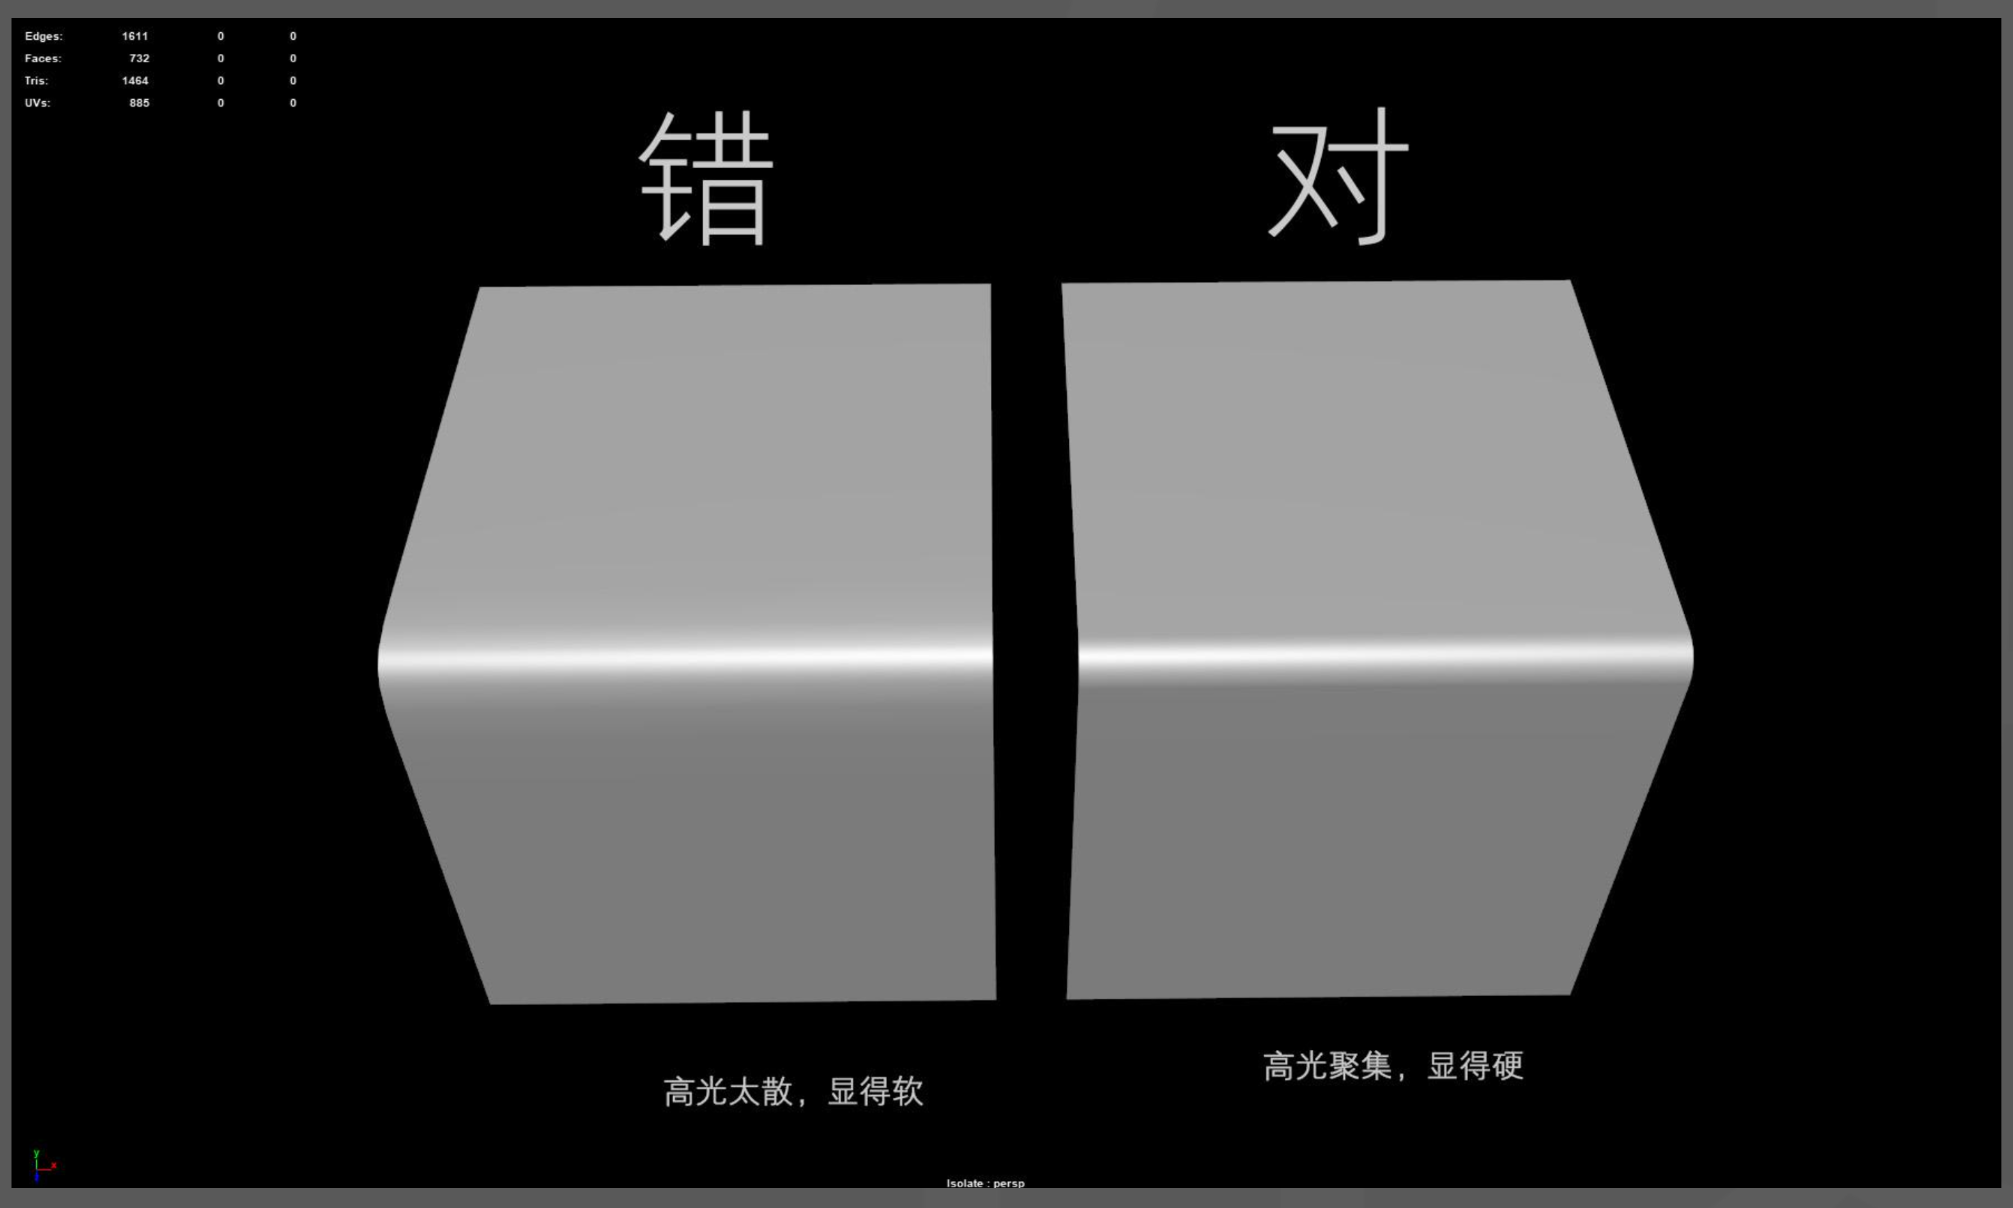 Edges: 1611 0 0
Faces: 732 0 0
Tris: 1464 0 0
UVs: 885 0 0
错
对
高光太散，显得软
高光聚集，显得硬
y
x
Isolate : persp